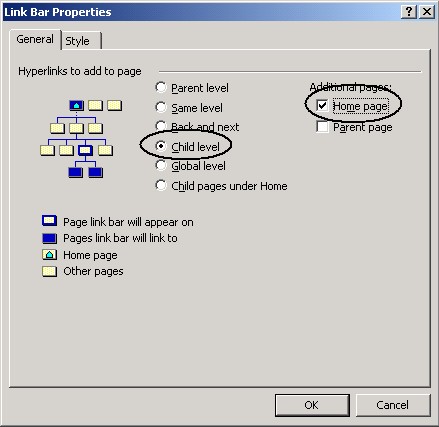 Link Bar Properties
General
Style
Hyperlinks to add to page
Parent level
Same level
Back and next
Child level
Global level
Child pages under Home
Additional pages:
Home page
Parent page
Page link bar will appear on
Pages link bar will link to
Home page
Other pages
OK
Cancel